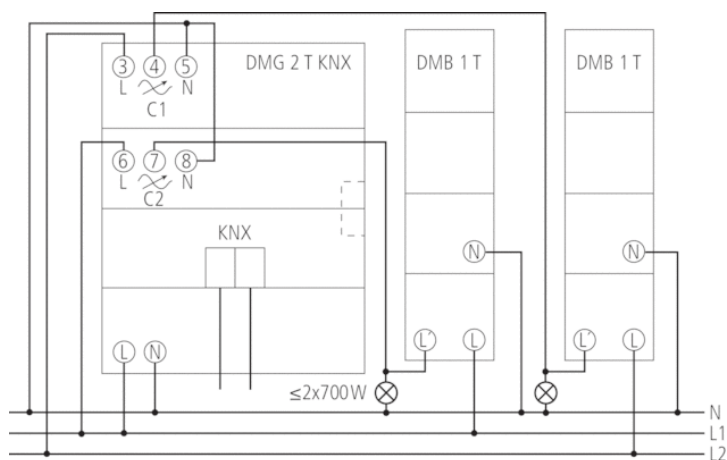 3 4 5 DMG 2 T KNX DMB 1 T DMB 1 T
L N
C1
6 7 8
L N
C2
KNX
N N
L N L´ L L´ L
≤2x700W
N
L1
L2